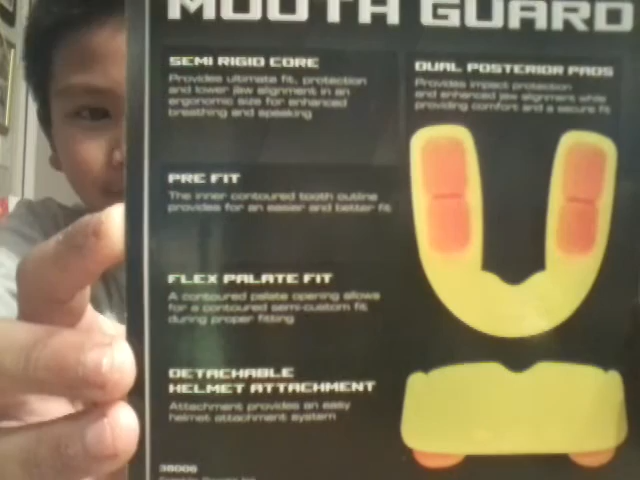 MOUTH GUARD
SEMI RIGID CORE
Provides ultimate fit, protection
and lower jaw alignment in an
ergonomic size for enhanced
breathing and speaking
DUAL POSTERIOR PADS
Provides impact protection
and enhanced jaw alignment while
providing comfort and a secure fit
PRE FIT
The inner contoured tooth outline
provides for an easier and better fit
FLEX PALATE FIT
A contoured palate opening allows
for a contoured semi-custom fit
during proper fitting
DETACHABLE
HELMET ATTACHMENT
Attachment provides an easy
helmet attachment system
38006